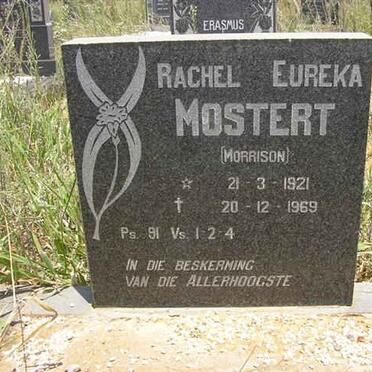 ERASMUS
RACHEL EUREKA
MOSTERT
(MORRISON)
☆ 21-3-1921
† 20-12-1969
PS. 91 VS. 1-2-4
IN DIE BESKERMING
VAN DIE ALLERHOOGSTE